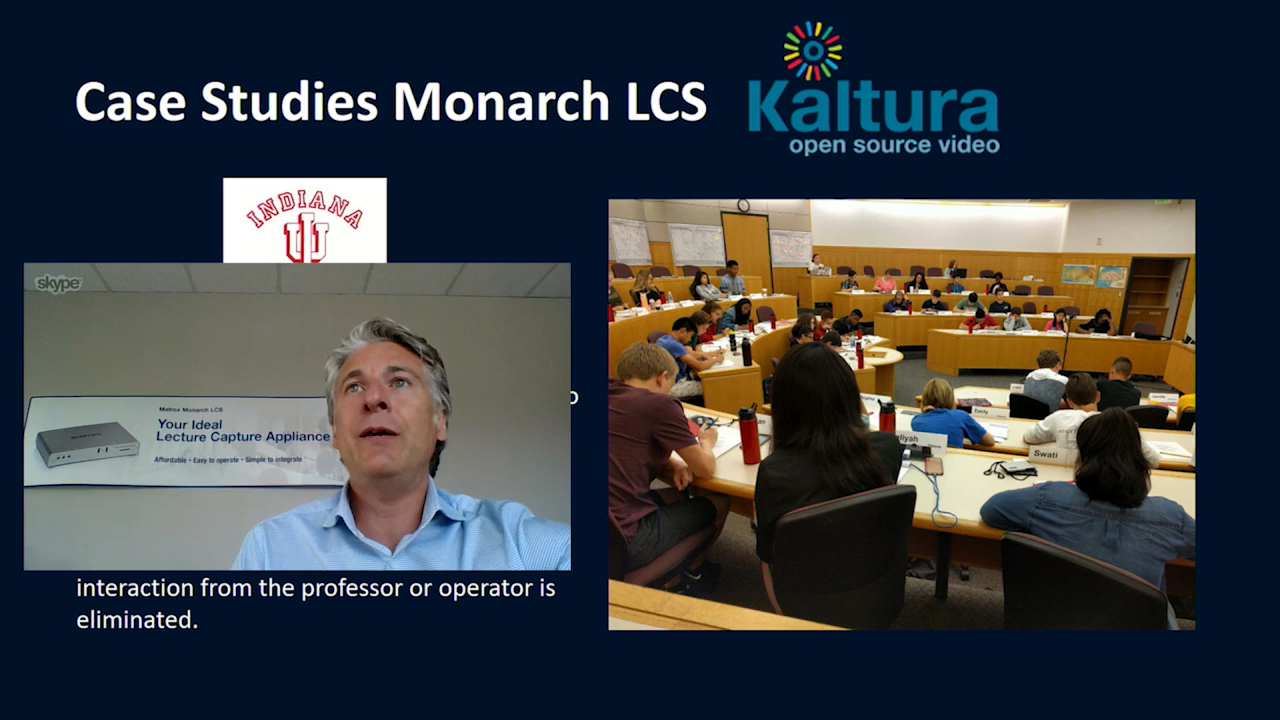 Case Studies Monarch LCS
Kaltura
open source video
INDIANA
IU
skype
Matrox Monarch LCS
Your Ideal
Lecture Capture Appliance
Affordable • Easy to operate • Simple to integrate
interaction from the professor or operator is
eliminated.
Emily
Swati